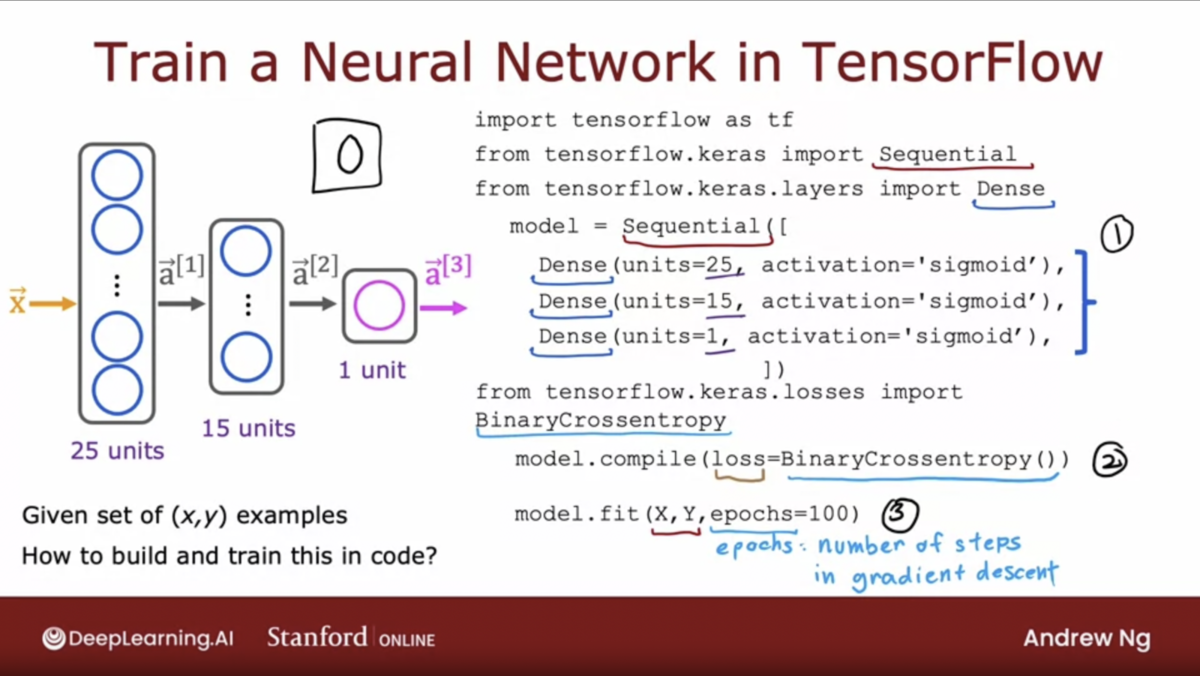 Train a Neural Network in TensorFlow
0
x⃗
a⃗[1]
a⃗[2]
a⃗[3]
25 units
15 units
1 unit
Given set of (x,y) examples
How to build and train this in code?
import tensorflow as tf
from tensorflow.keras import Sequential
from tensorflow.keras.layers import Dense
model = Sequential([
①
Dense(units=25, activation='sigmoid’),
Dense(units=15, activation='sigmoid’),
Dense(units=1, activation='sigmoid’),
])
from tensorflow.keras.losses import
BinaryCrossentropy
model.compile(loss=BinaryCrossentropy()) ②
model.fit(X,Y,epochs=100) ③
epochs: number of steps
in gradient descent
DeepLearning.AI Stanford ONLINE Andrew Ng